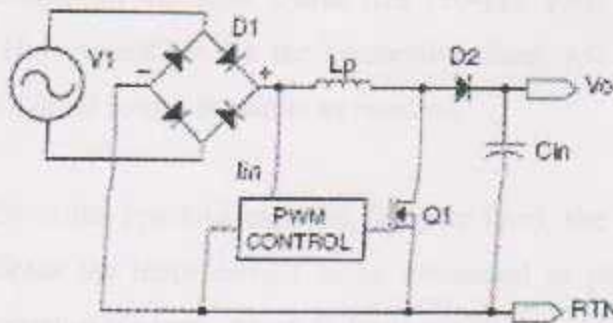 D1
V1
-
+
Lp
D2
Vo
Cin
Iin
PWM
CONTROL
Q1
RTN